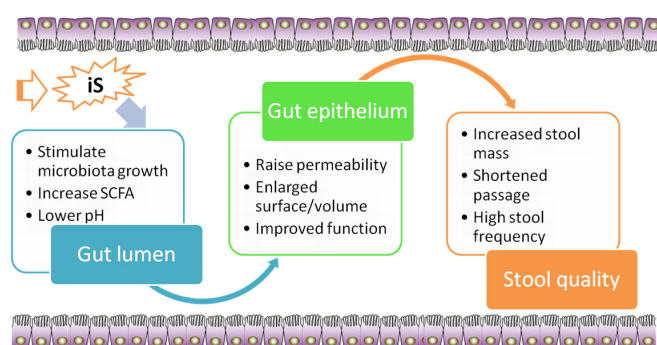 iS
• Stimulate
microbiota growth
• Increase SCFA
• Lower pH
Gut lumen
Gut epithelium
• Raise permeability
• Enlarged
surface/volume
• Improved function
• Increased stool
mass
• Shortened
passage
• High stool
frequency
Stool quality